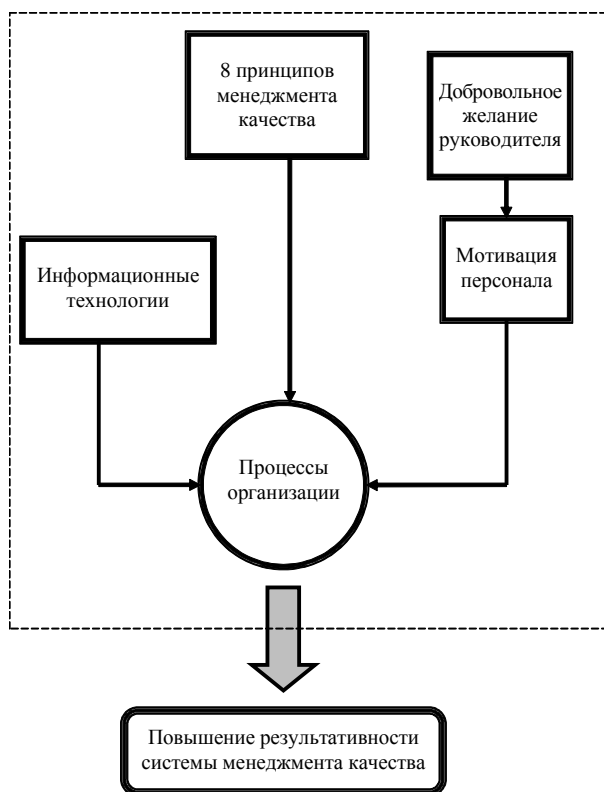 8 принципов
менеджмента
качества
Добровольное
желание
руководителя
Информационные
технологии
Мотивация
персонала
Процессы
организации
Повышение результативности
системы менеджмента качества